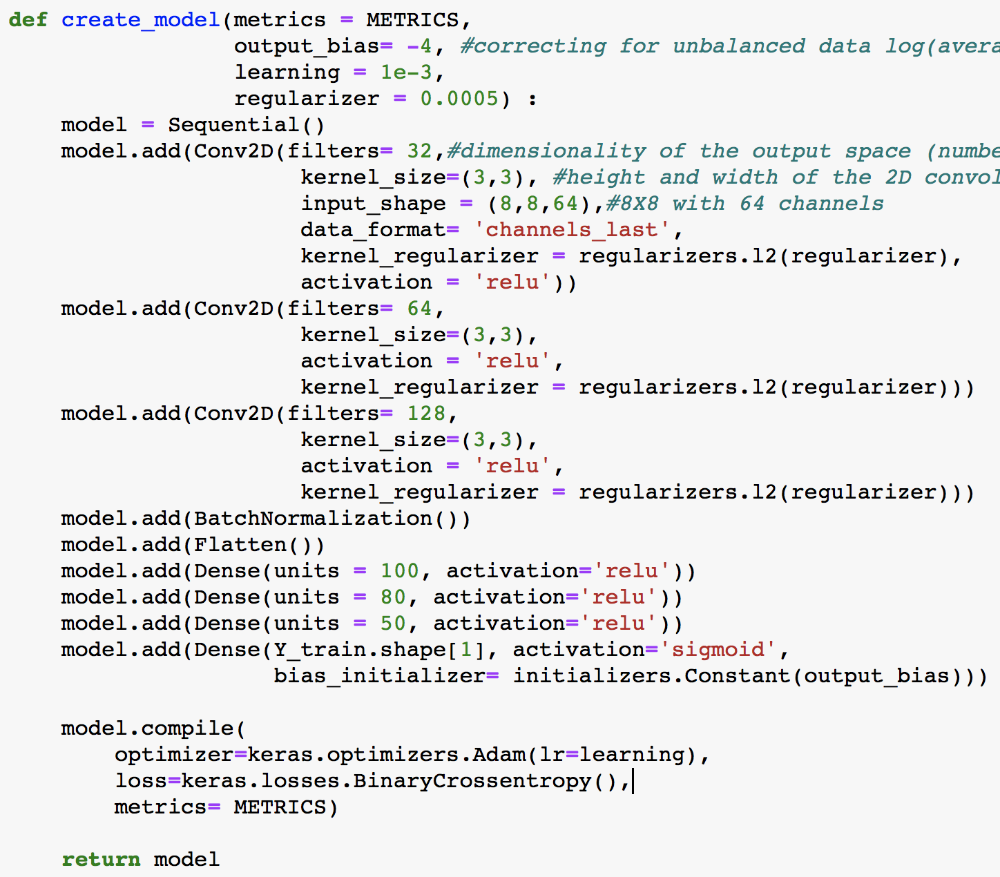 def create_model(metrics = METRICS,
                 output_bias= -4, #correcting for unbalanced data log(avera
                 learning = 1e-3,
                 regularizer = 0.0005) :
    model = Sequential()
    model.add(Conv2D(filters= 32,#dimensionality of the output space (numbe
                      kernel_size=(3,3), #height and width of the 2D convol
                      input_shape = (8,8,64),#8X8 with 64 channels
                      data_format= 'channels_last',
                      kernel_regularizer = regularizers.l2(regularizer),
                      activation = 'relu'))
    model.add(Conv2D(filters= 64,
                      kernel_size=(3,3),
                      activation = 'relu',
                      kernel_regularizer = regularizers.l2(regularizer)))
    model.add(Conv2D(filters= 128,
                      kernel_size=(3,3),
                      activation = 'relu',
                      kernel_regularizer = regularizers.l2(regularizer)))
    model.add(BatchNormalization())
    model.add(Flatten())
    model.add(Dense(units = 100, activation='relu'))
    model.add(Dense(units = 80, activation='relu'))
    model.add(Dense(units = 50, activation='relu'))
    model.add(Dense(Y_train.shape[1], activation='sigmoid',
                    bias_initializer= initializers.Constant(output_bias)))

    model.compile(
        optimizer=keras.optimizers.Adam(lr=learning),
        loss=keras.losses.BinaryCrossentropy(),
        metrics= METRICS)

    return model